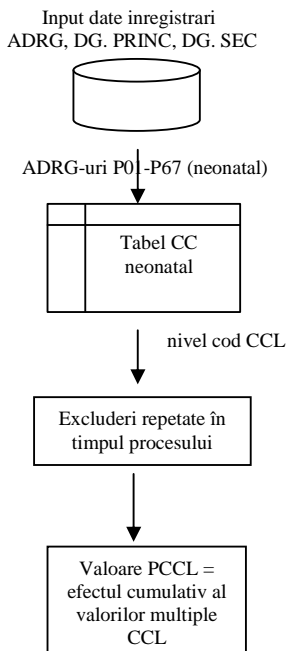 Input date inregistrari
ADRG, DG. PRINC, DG. SEC
ADRG-uri P01-P67 (neonatal)
Tabel CC
neonatal
nivel cod CCL
Excluderi repetate în
timpul procesului
Valoare PCCL =
efectul cumulativ al
valorilor multiple
CCL